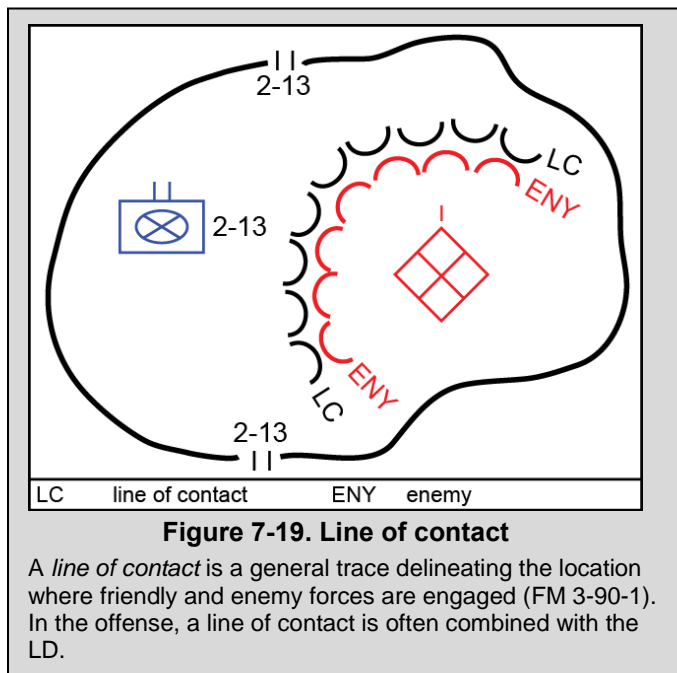 2-13
LC
ENY
2-13
ENY
LC
2-13
LC line of contact ENY enemy
Figure 7-19. Line of contact
A line of contact is a general trace delineating the location
where friendly and enemy forces are engaged (FM 3-90-1).
In the offense, a line of contact is often combined with the
LD.